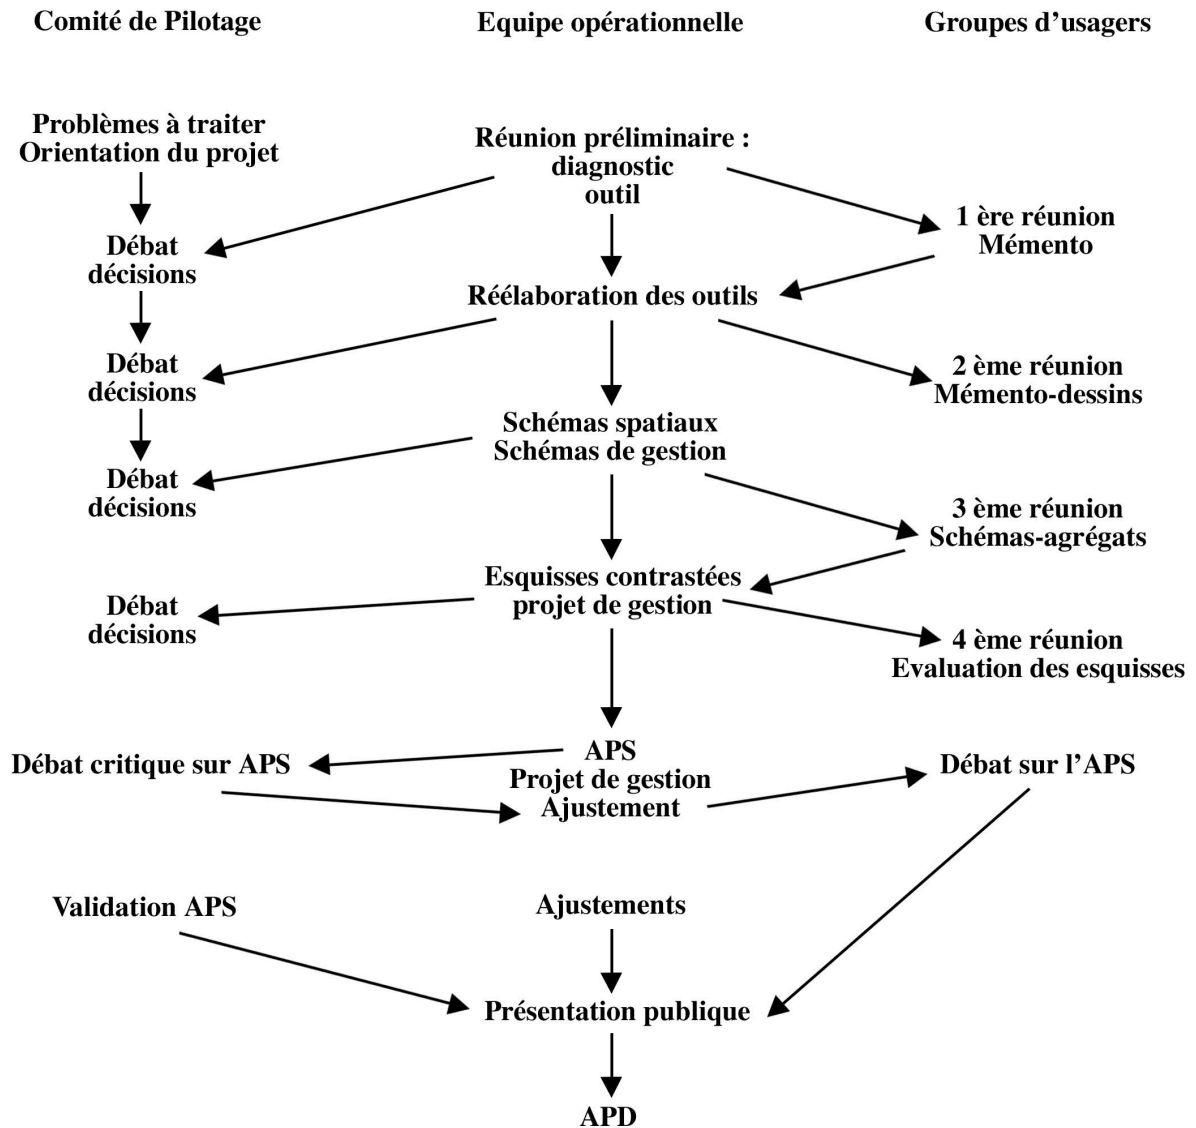 Comité de Pilotage
Equipe opérationnelle
Groupes d’usagers
Problèmes à traiter
Orientation du projet
Réunion préliminaire :
diagnostic
outil
1 ère réunion
Mémento
Débat
décisions
Réélaboration des outils
Débat
décisions
2 ème réunion
Mémento-dessins
Schémas spatiaux
Schémas de gestion
Débat
décisions
3 ème réunion
Schémas-agrégats
Esquisses contrastées
projet de gestion
Débat
décisions
4 ème réunion
Evaluation des esquisses
Débat critique sur APS
APS
Projet de gestion
Ajustement
Débat sur l’APS
Validation APS
Ajustements
Présentation publique
APD